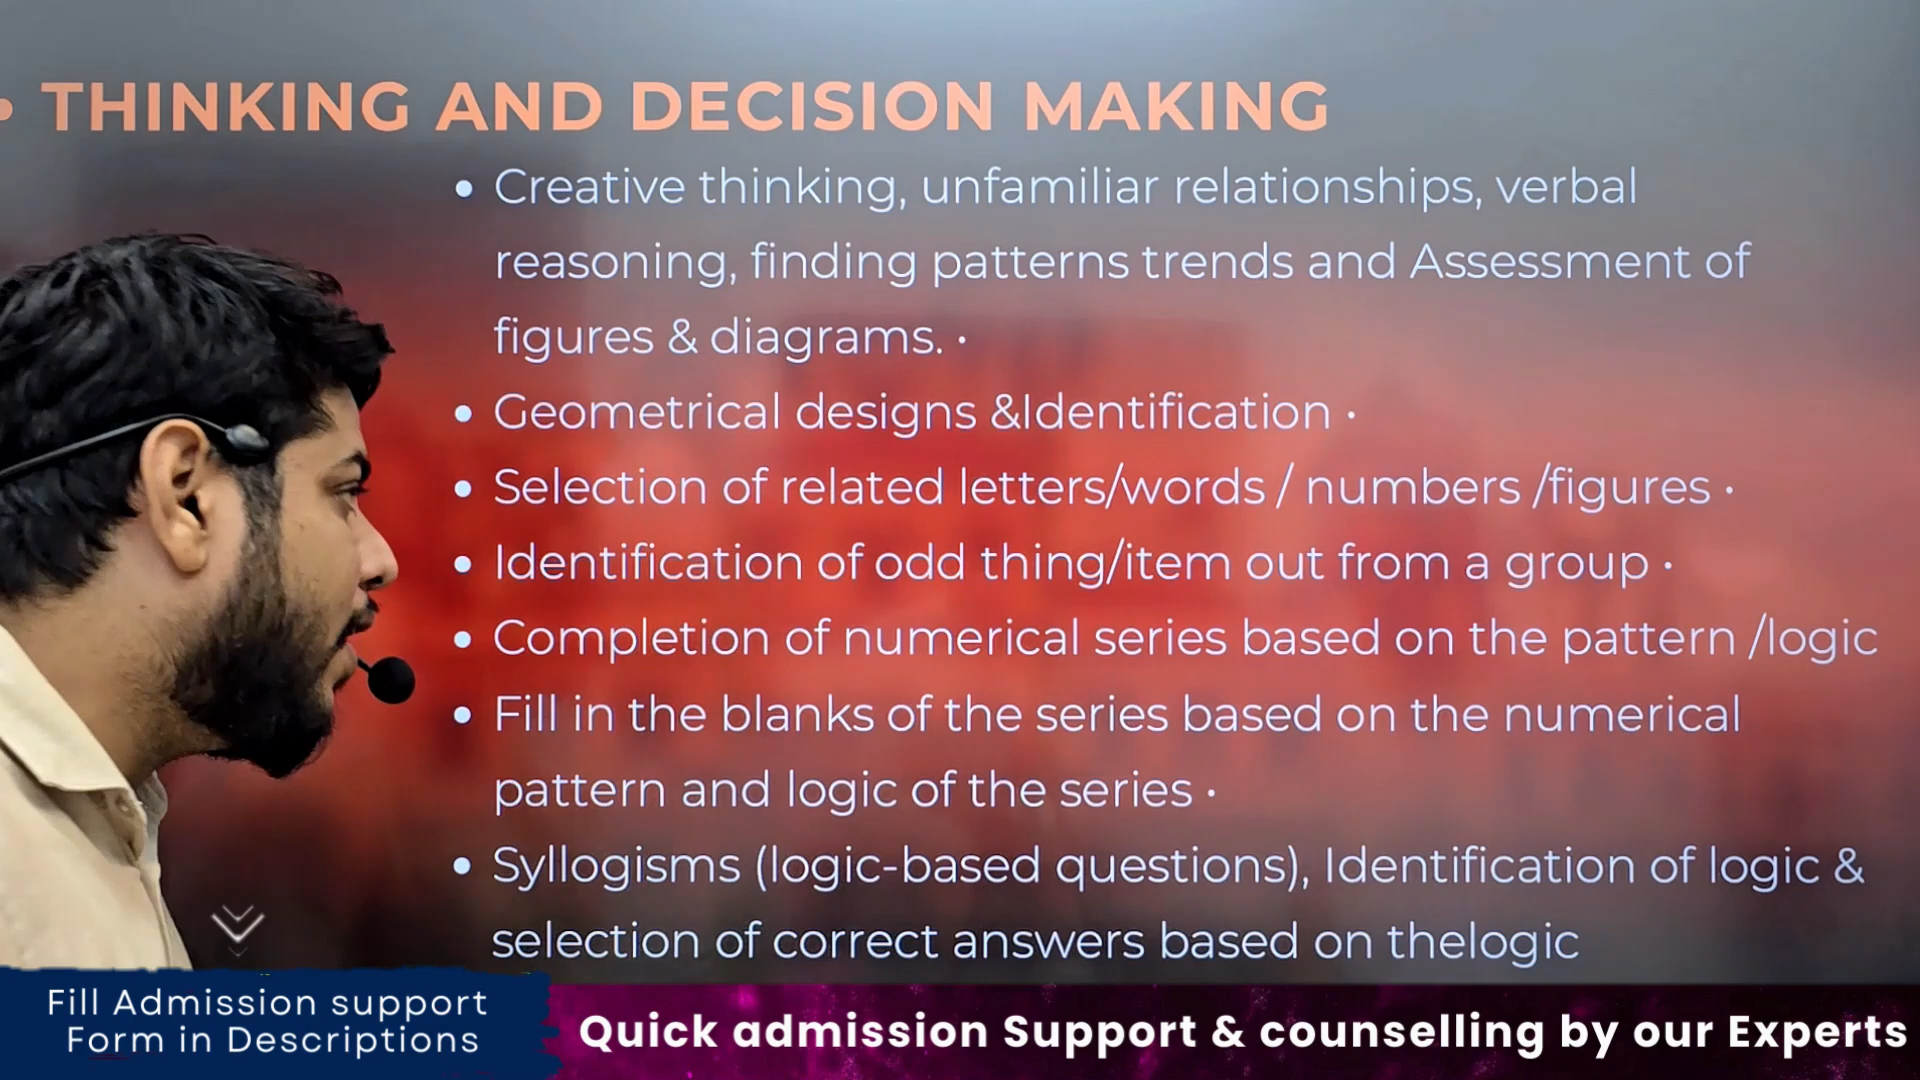 • THINKING AND DECISION MAKING
• Creative thinking, unfamiliar relationships, verbal
reasoning, finding patterns trends and Assessment of
figures & diagrams. •
• Geometrical designs &Identification •
• Selection of related letters/words / numbers /figures •
• Identification of odd thing/item out from a group •
• Completion of numerical series based on the pattern /logic
• Fill in the blanks of the series based on the numerical
pattern and logic of the series •
• Syllogisms (logic-based questions), Identification of logic &
selection of correct answers based on thelogic
Fill Admission support
Form in Descriptions
Quick admission Support & counselling by our Experts